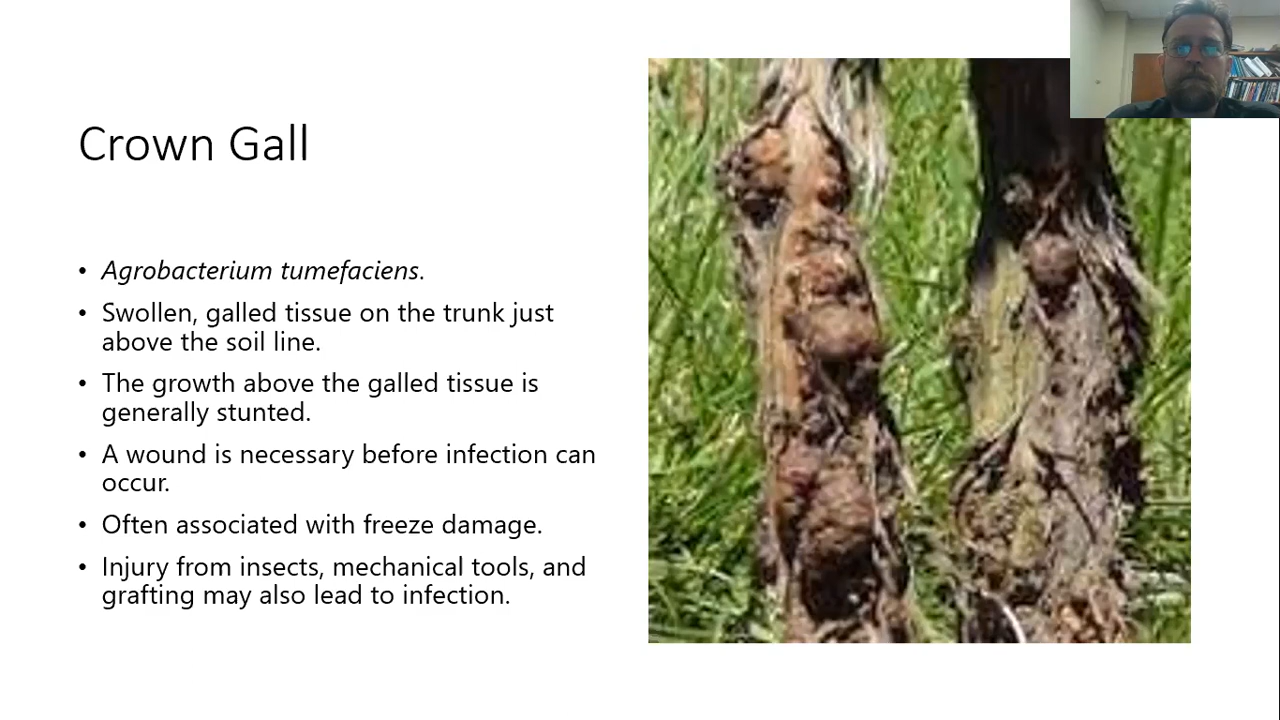 Crown Gall
• Agrobacterium tumefaciens.
• Swollen, galled tissue on the trunk just
above the soil line.
• The growth above the galled tissue is
generally stunted.
• A wound is necessary before infection can
occur.
• Often associated with freeze damage.
• Injury from insects, mechanical tools, and
grafting may also lead to infection.